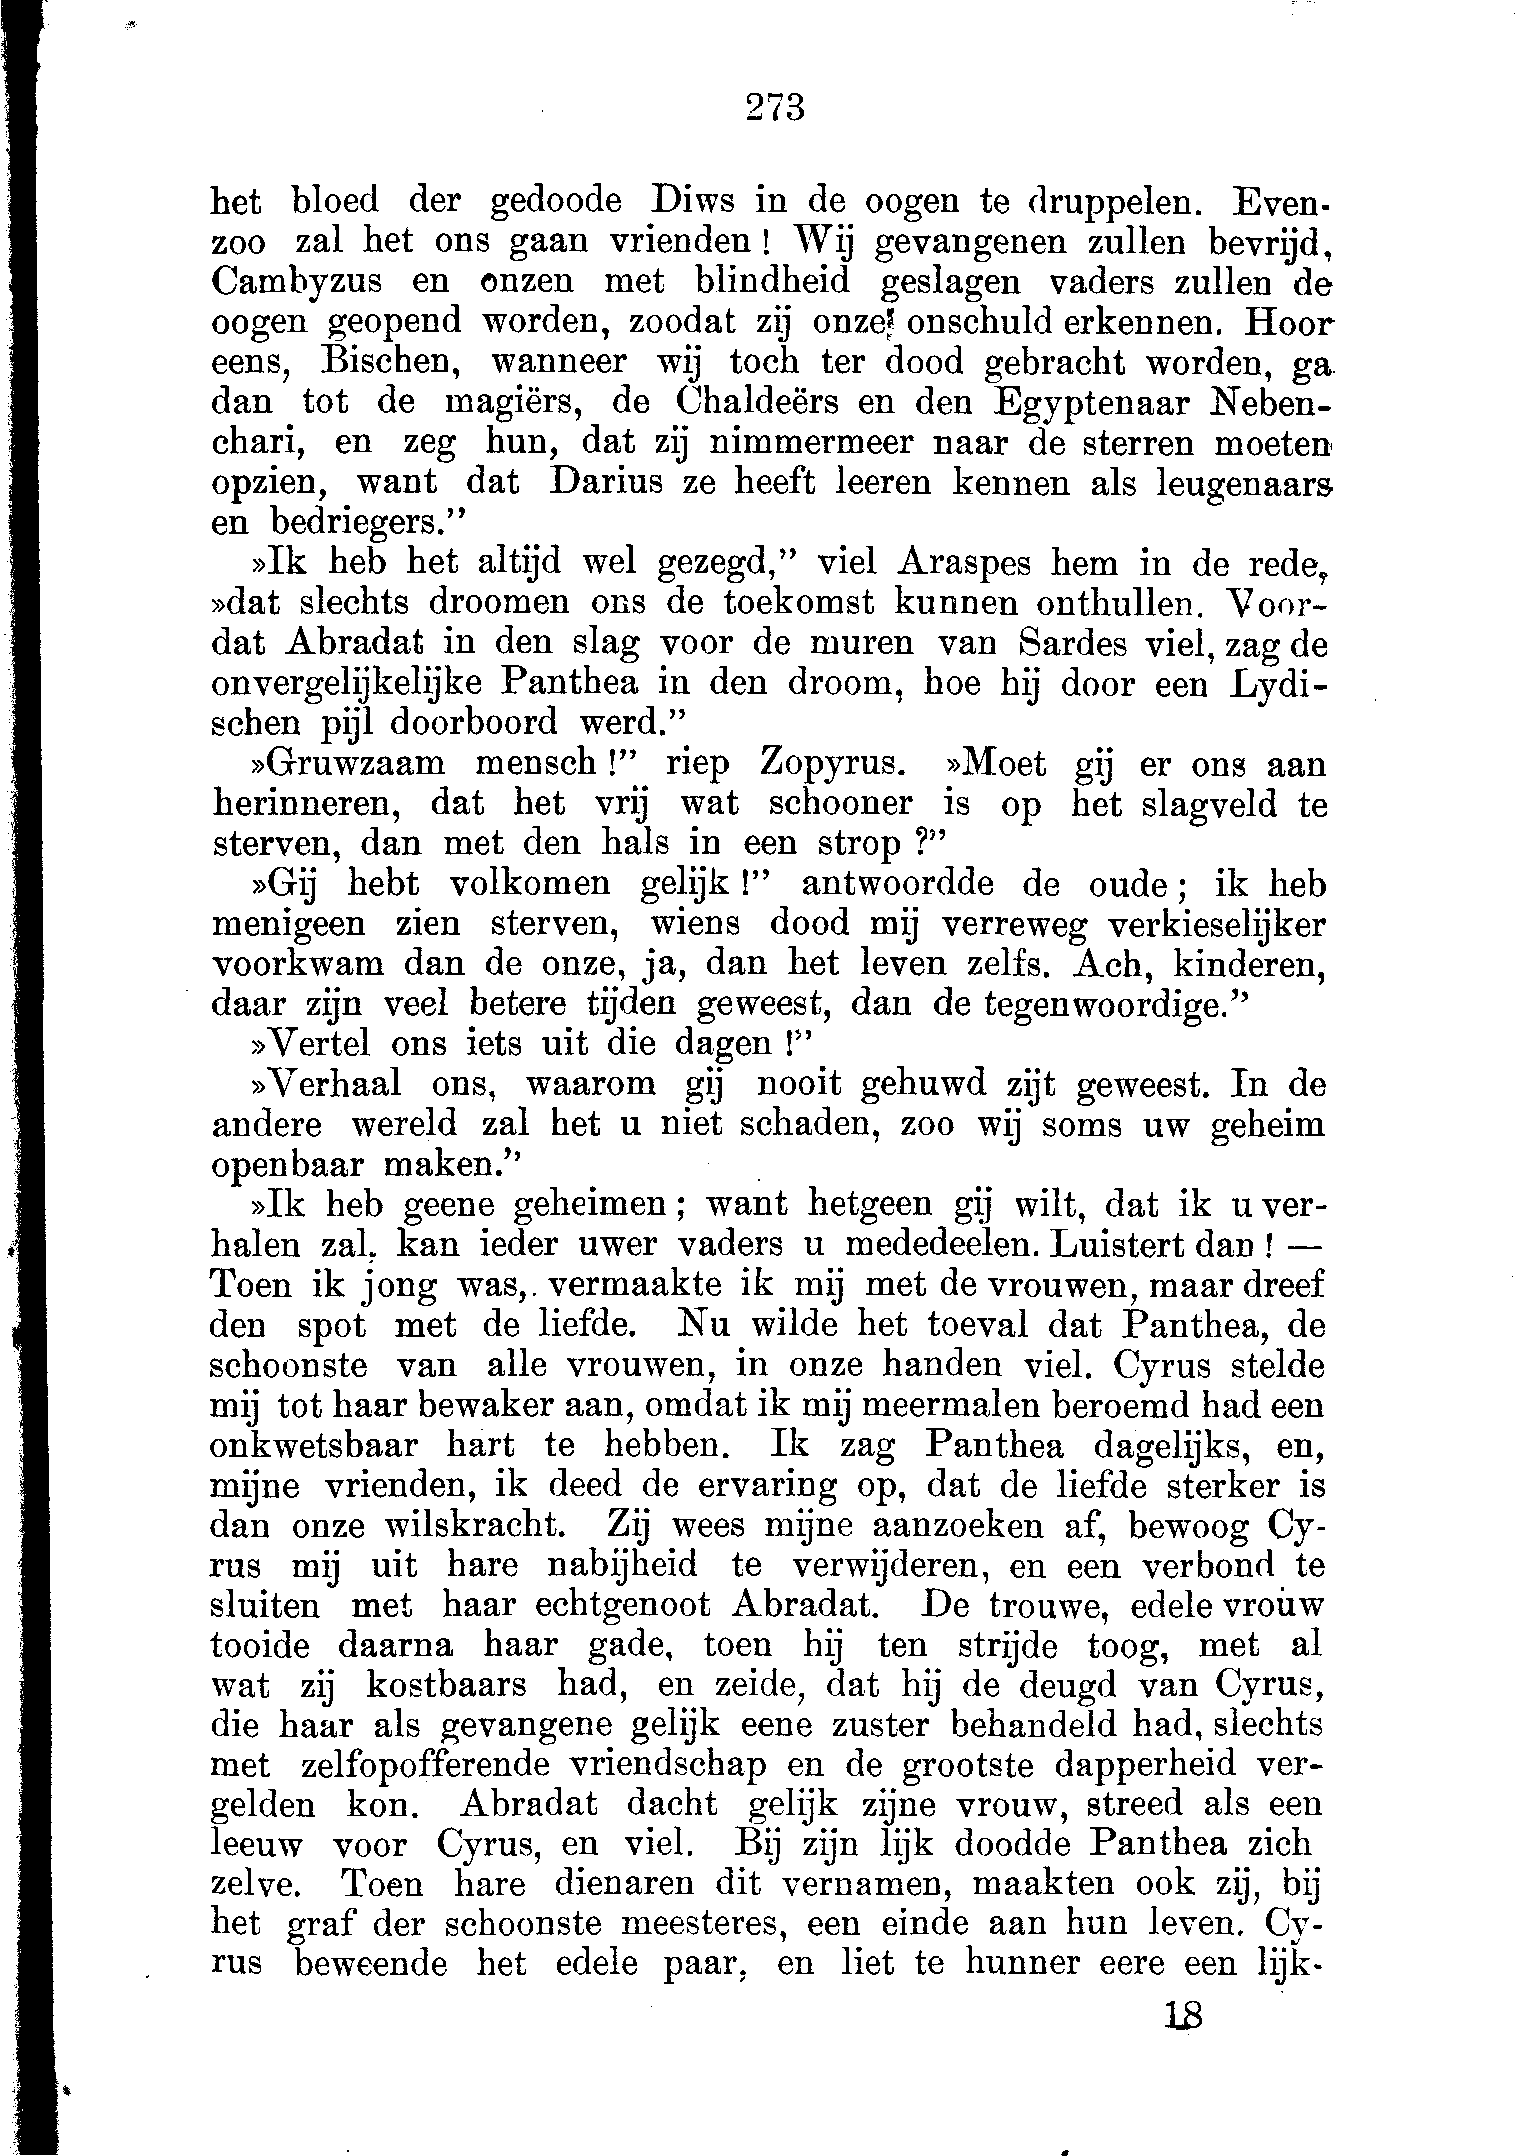 273
het bloed der gedoode Diws in de oogen te druppelen. Even-
zoo zal het ons gaan vrienden! Wij gevangenen zullen bevrijd,
Cambyzus en onzen met blindheid geslagen vaders zullen de
oogen geopend worden, zoodat zij onze onschuld erkennen. Hoor
eens, Bischen, wanneer wij toch ter dood gebracht worden, ga
dan tot de magiërs, de Chaldeërs en den Egyptenaar Neben-
chari, en zeg hun, dat zij nimmermeer naar de sterren moeten
opzien, want dat Darius ze heeft leeren kennen als leugenaars
en bedriegers.”
»Ik heb het altijd wel gezegd,” viel Araspes hem in de rede,
»dat slechts droomen ons de toekomst kunnen onthullen. Voor-
dat Abradat in den slag voor de muren van Sardes viel, zag de
onvergelijkelijke Panthea in den droom, hoe hij door een Lydi-
schen pijl doorboord werd.”
»Gruwzaam mensch!” riep Zopyrus. »Moet gij er ons aan
herinneren, dat het vrij wat schooner is op het slagveld te
sterven, dan met den hals in een strop?”
»Gij hebt volkomen gelijk!” antwoordde de oude; ik heb
menigeen zien sterven, wiens dood mij verreweg verkieselijker
voorkwam dan de onze, ja, dan het leven zelfs. Ach, kinderen,
daar zijn veel betere tijden geweest, dan de tegenwoordige.”
»Vertel ons iets uit die dagen!”
»Verhaal ons, waarom gij nooit gehuwd zijt geweest. In de
andere wereld zal het u niet schaden, zoo wij soms uw geheim
openbaar maken.”
»Ik heb geene geheimen; want hetgeen gij wilt, dat ik u ver-
halen zal, kan ieder uwer vaders u mededeelen. Luistert dan! —
Toen ik jong was,. vermaakte ik mij met de vrouwen, maar dreef
den spot met de liefde. Nu wilde het toeval dat Panthea, de
schoonste van alle vrouwen, in onze handen viel. Cyrus stelde
mij tot haar bewaker aan, omdat ik mij meermalen beroemd had een
onkwetsbaar hart te hebben. Ik zag Panthea dagelijks, en,
mijne vrienden, ik deed de ervaring op, dat de liefde sterker is
dan onze wilskracht. Zij wees mijne aanzoeken af, bewoog Cy-
rus mij uit hare nabijheid te verwijderen, en een verbond te
sluiten met haar echtgenoot Abradat. De trouwe, edele vrouw
tooide daarna haar gade, toen hij ten strijde toog, met al
wat zij kostbaars had, en zeide, dat hij de deugd van Cyrus,
die haar als gevangene gelijk eene zuster behandeld had, slechts
met zelfopofferende vriendschap en de grootste dapperheid ver-
gelden kon. Abradat dacht gelijk zijne vrouw, streed als een
leeuw voor Cyrus, en viel. Bij zijn lijk doodde Panthea zich
zelve. Toen hare dienaren dit vernamen, maakten ook zij, bij
het graf der schoonste meesteres, een einde aan hun leven. Cy-
rus beweende het edele paar, en liet te hunner eere een lijk-
18